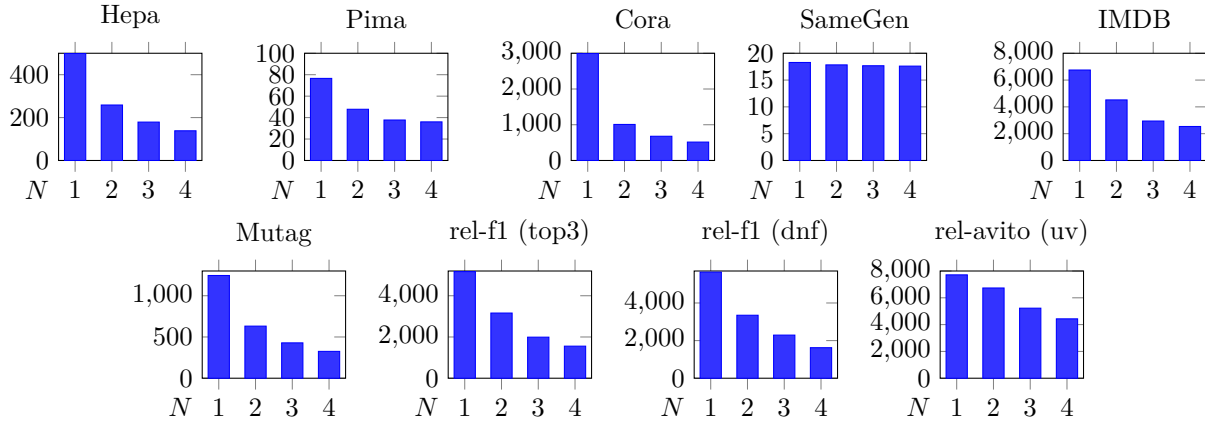 Hepa
Pima
Cora
SameGen
IMDB
400
200
0
N 1 2 3 4
100
80
60
40
20
0
N 1 2 3 4
3,000
2,000
1,000
0
N 1 2 3 4
20
15
10
5
0
N 1 2 3 4
8,000
6,000
4,000
2,000
0
N 1 2 3 4
Mutag
rel-f1 (top3)
rel-f1 (dnf)
rel-avito (uv)
1,000
500
0
N 1 2 3 4
4,000
2,000
0
N 1 2 3 4
4,000
2,000
0
N 1 2 3 4
8,000
6,000
4,000
2,000
0
N 1 2 3 4